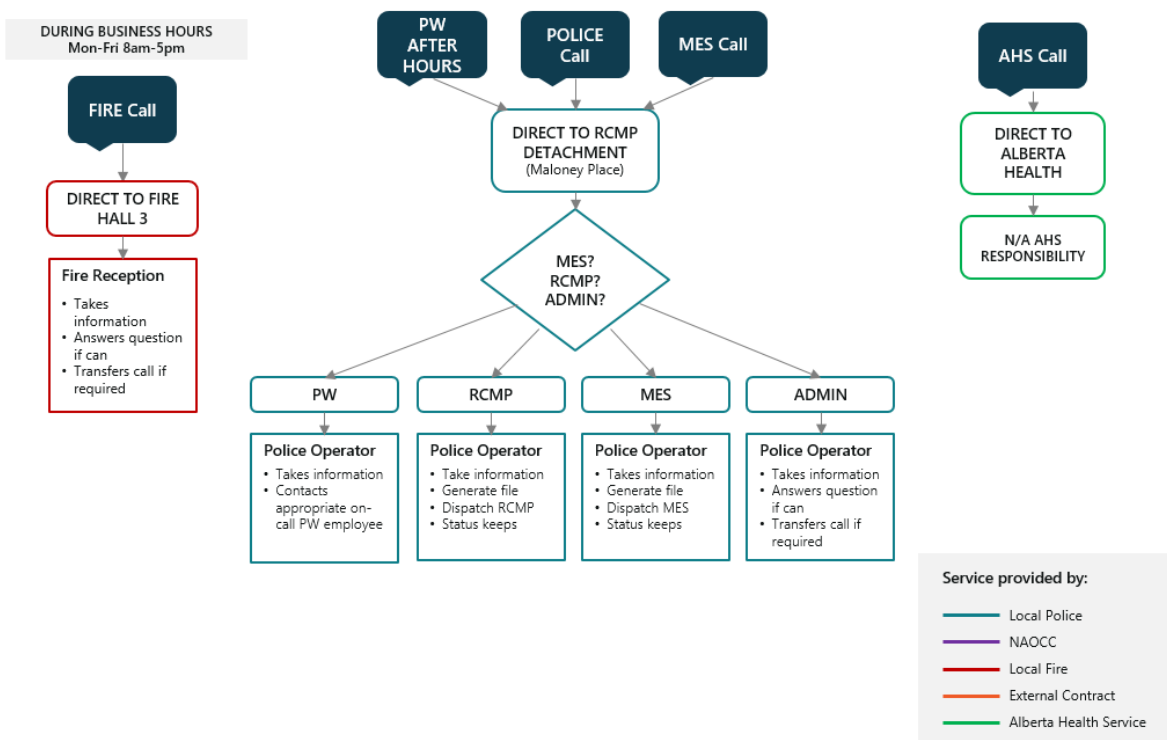 DURING BUSINESS HOURS
Mon-Fri 8am-5pm
FIRE Call
DIRECT TO FIRE
HALL 3
Fire Reception
• Takes
information
• Answers question
if can
• Transfers call if
required
PW
AFTER
HOURS
POLICE
Call
MES Call
DIRECT TO RCMP
DETACHMENT
(Maloney Place)
MES?
RCMP?
ADMIN?
PW
Police Operator
• Takes information
• Contacts
appropriate on-
call PW employee
RCMP
Police Operator
• Take information
• Generate file
• Dispatch RCMP
• Status keeps
MES
Police Operator
• Takes information
• Generate file
• Dispatch MES
• Status keeps
ADMIN
Police Operator
• Takes information
• Answers question
if can
• Transfers call if
required
AHS Call
DIRECT TO
ALBERTA
HEALTH
N/A AHS
RESPONSIBILITY
Service provided by:
Local Police
NAOCC
Local Fire
External Contract
Alberta Health Service